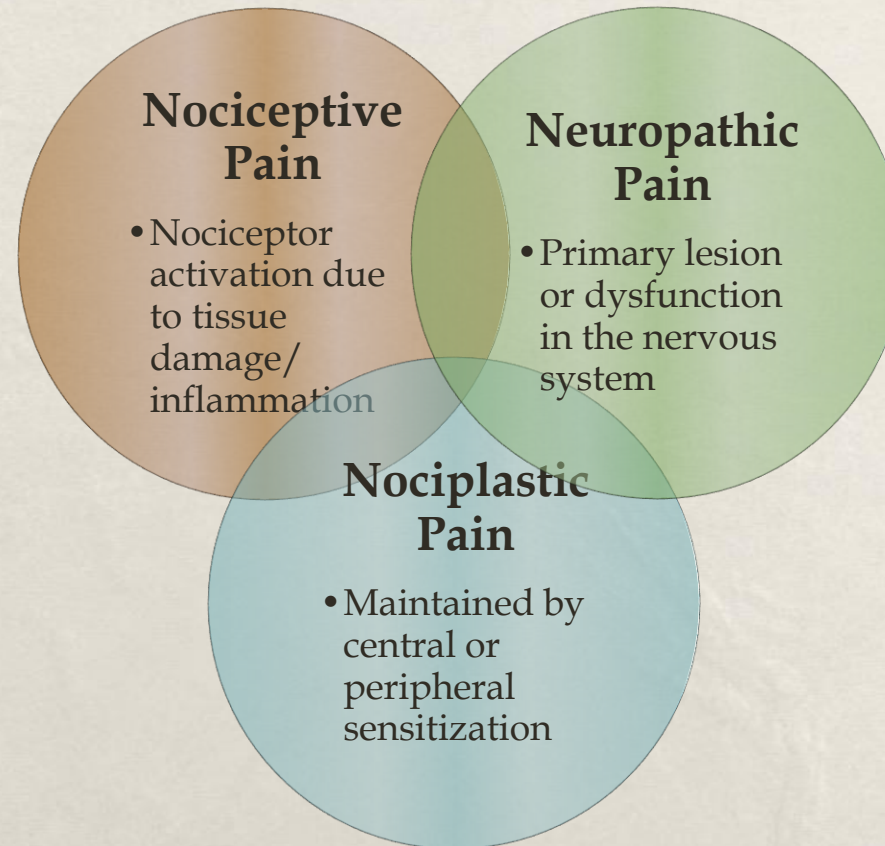 Nociceptive
Pain
•Nociceptor
activation due
to tissue
damage/
inflammation
Neuropathic
Pain
•Primary lesion
or dysfunction
in the nervous
system
Nociplastic
Pain
•Maintained by
central or
peripheral
sensitization